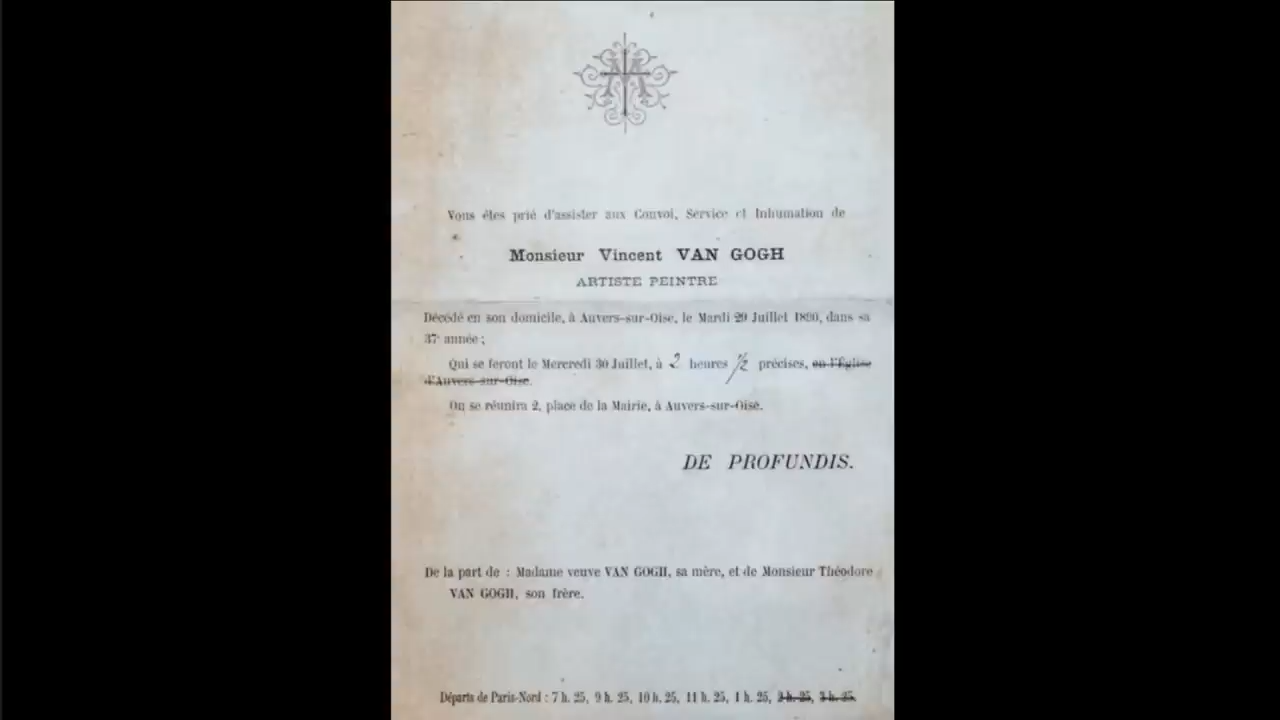 Vous êtes prié d'assister aux Convoi, Service et Inhumation de
Monsieur Vincent VAN GOGH
ARTISTE PEINTRE
Décédé en son domicile, à Auvers-sur-Oise, le Mardi 29 Juillet 1890, dans sa
37e année ;
Qui se feront le Mercredi 30 Juillet, à 2 heures 1/2 précises, en l'Église
d'Auvers-sur-Oise.
On se réunira 2, place de la Mairie, à Auvers-sur-Oise.
DE PROFUNDIS.
De la part de : Madame veuve VAN GOGH, sa mère, et de Monsieur Théodore
VAN GOGH, son frère.
Départs de Paris-Nord : 7 h. 25, 9 h. 25, 10 h. 25, 11 h. 25, 1 h. 25, 2 h. 25, 3 h. 25.